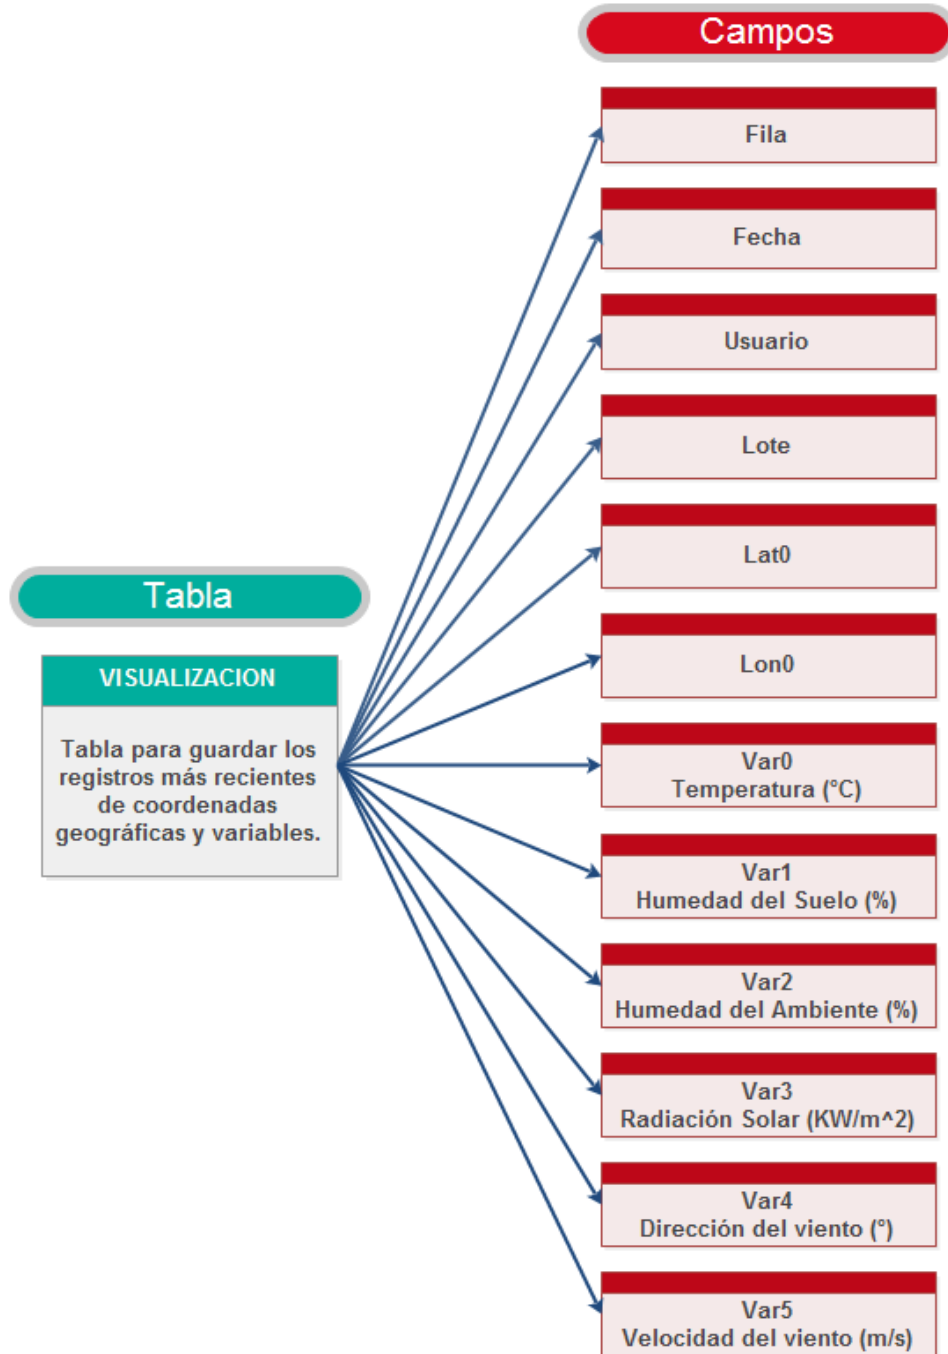 Campos
Fila
Fecha
Usuario
Lote
Lat0
Tabla
Lon0
VISUALIZACION
Tabla para guardar los
registros más recientes
de coordenadas
geográficas y variables.
Var0
Temperatura (°C)
Var1
Humedad del Suelo (%)
Var2
Humedad del Ambiente (%)
Var3
Radiación Solar (KW/m^2)
Var4
Dirección del viento (°)
Var5
Velocidad del viento (m/s)